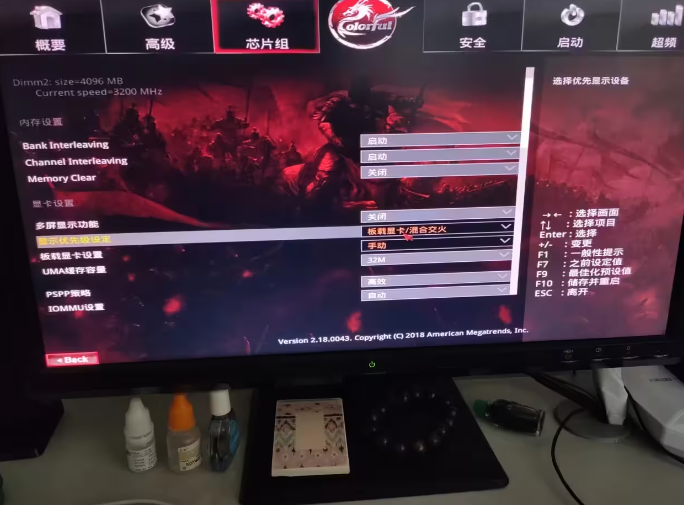 概要
高级
芯片组
Colorful
安全
启动
超频
Dimm2: size=4096 MB
Current speed=3200 MHz
内存设置
Bank Interleaving 启动
Channel Interleaving 启动
Memory Clear 关闭
显卡设置
多屏显示功能 关闭
显示优先级设定 板载显卡/混合交火
板载显卡设置 手动
UMA缓存容量 32M
PSPP策略 高效
IOMMU设置 自动
选择优先显示设备
→← : 选择画面
↑↓ : 选择项目
Enter : 选择
+/- : 变更
F1 : 一般性提示
F7 : 之前设定值
F9 : 最佳化预设值
F10 : 储存并重启
ESC : 离开
Version 2.18.0043. Copyright (C) 2018 American Megatrends, Inc.
Back